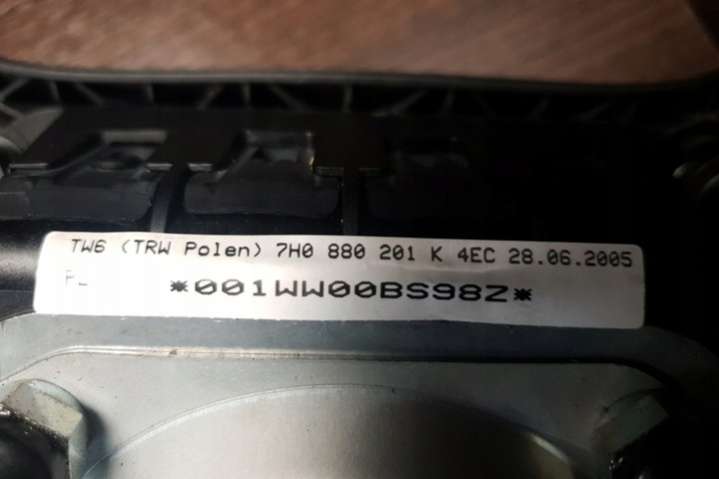 TW6 (TRW Polen) 7H0 880 201 K 4EC 28.06.2005
*001WW00BS98Z*